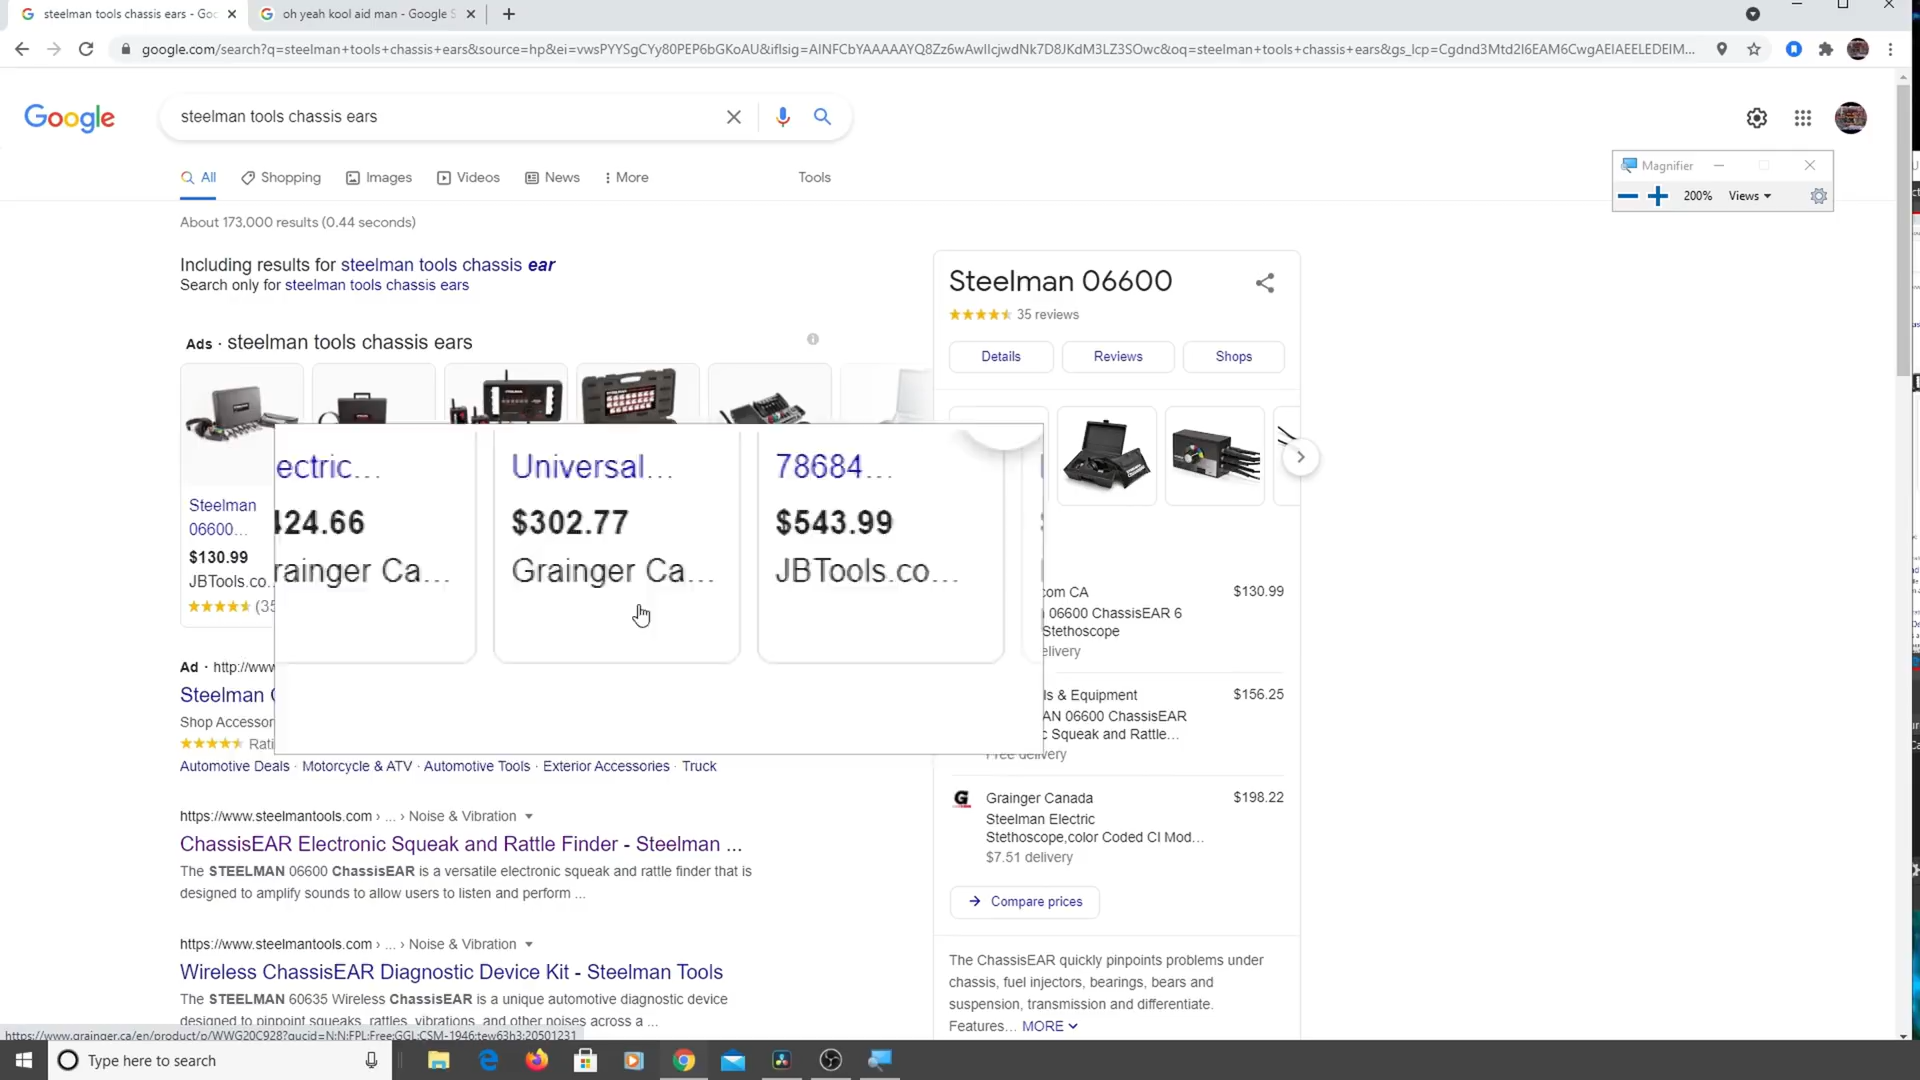 steelman tools chassis ears - Goo
oh yeah kool aid man - Google S
google.com/search?q=steelman+tools+chassis+ears&source=hp&ei=vwsPYYSgCYy80PEP6bGKoAU&iflsig=AINFCbYAAAAAYQ8Zz6wAwIlcjwdNk7D8JKdM3LZ3SOwc&oq=steelman+tools+chassis+ears&gs_lcp=Cgdnd3Mtd2l6EAM6CwgAEIAEELEDEIM...
Google
steelman tools chassis ears
All
Shopping
Images
Videos
News
More
Tools
Magnifier
200%
Views
About 173,000 results (0.44 seconds)
Including results for steelman tools chassis ear
Search only for steelman tools chassis ears
Ads · steelman tools chassis ears
Steelman
06600...
$130.99
JBTools.co
(35
ectric...
424.66
rainger Ca...
Universal...
$302.77
Grainger Ca...
78684...
$543.99
JBTools.co...
Ad · http://www
Steelman
Shop Accessor
Rati
Automotive Deals · Motorcycle & ATV · Automotive Tools · Exterior Accessories · Truck
https://www.steelmantools.com › ... › Noise & Vibration
ChassisEAR Electronic Squeak and Rattle Finder - Steelman ...
The STEELMAN 06600 ChassisEAR is a versatile electronic squeak and rattle finder that is
designed to amplify sounds to allow users to listen and perform ...
https://www.steelmantools.com › ... › Noise & Vibration
Wireless ChassisEAR Diagnostic Device Kit - Steelman Tools
The STEELMAN 60635 Wireless ChassisEAR is a unique automotive diagnostic device
designed to pinpoint squeaks, rattles, vibrations, and other noises across a ...
Steelman 06600
35 reviews
Details
Reviews
Shops
com CA
$130.99
06600 ChassisEAR 6
Stethoscope
elivery
ls & Equipment
$156.25
AN 06600 ChassisEAR
c Squeak and Rattle...
Free delivery
Grainger Canada
$198.22
Steelman Electric
Stethoscope,color Coded Cl Mod...
$7.51 delivery
Compare prices
The ChassisEAR quickly pinpoints problems under
chassis, fuel injectors, bearings, bears and
suspension, transmission and differentiate.
Features... MORE
https://www.grainger.ca/en/product/p/WWG20C928?gucid=N:N:FPL:Free:GGL:CSM-1946:tew63h3:20501231
Type here to search